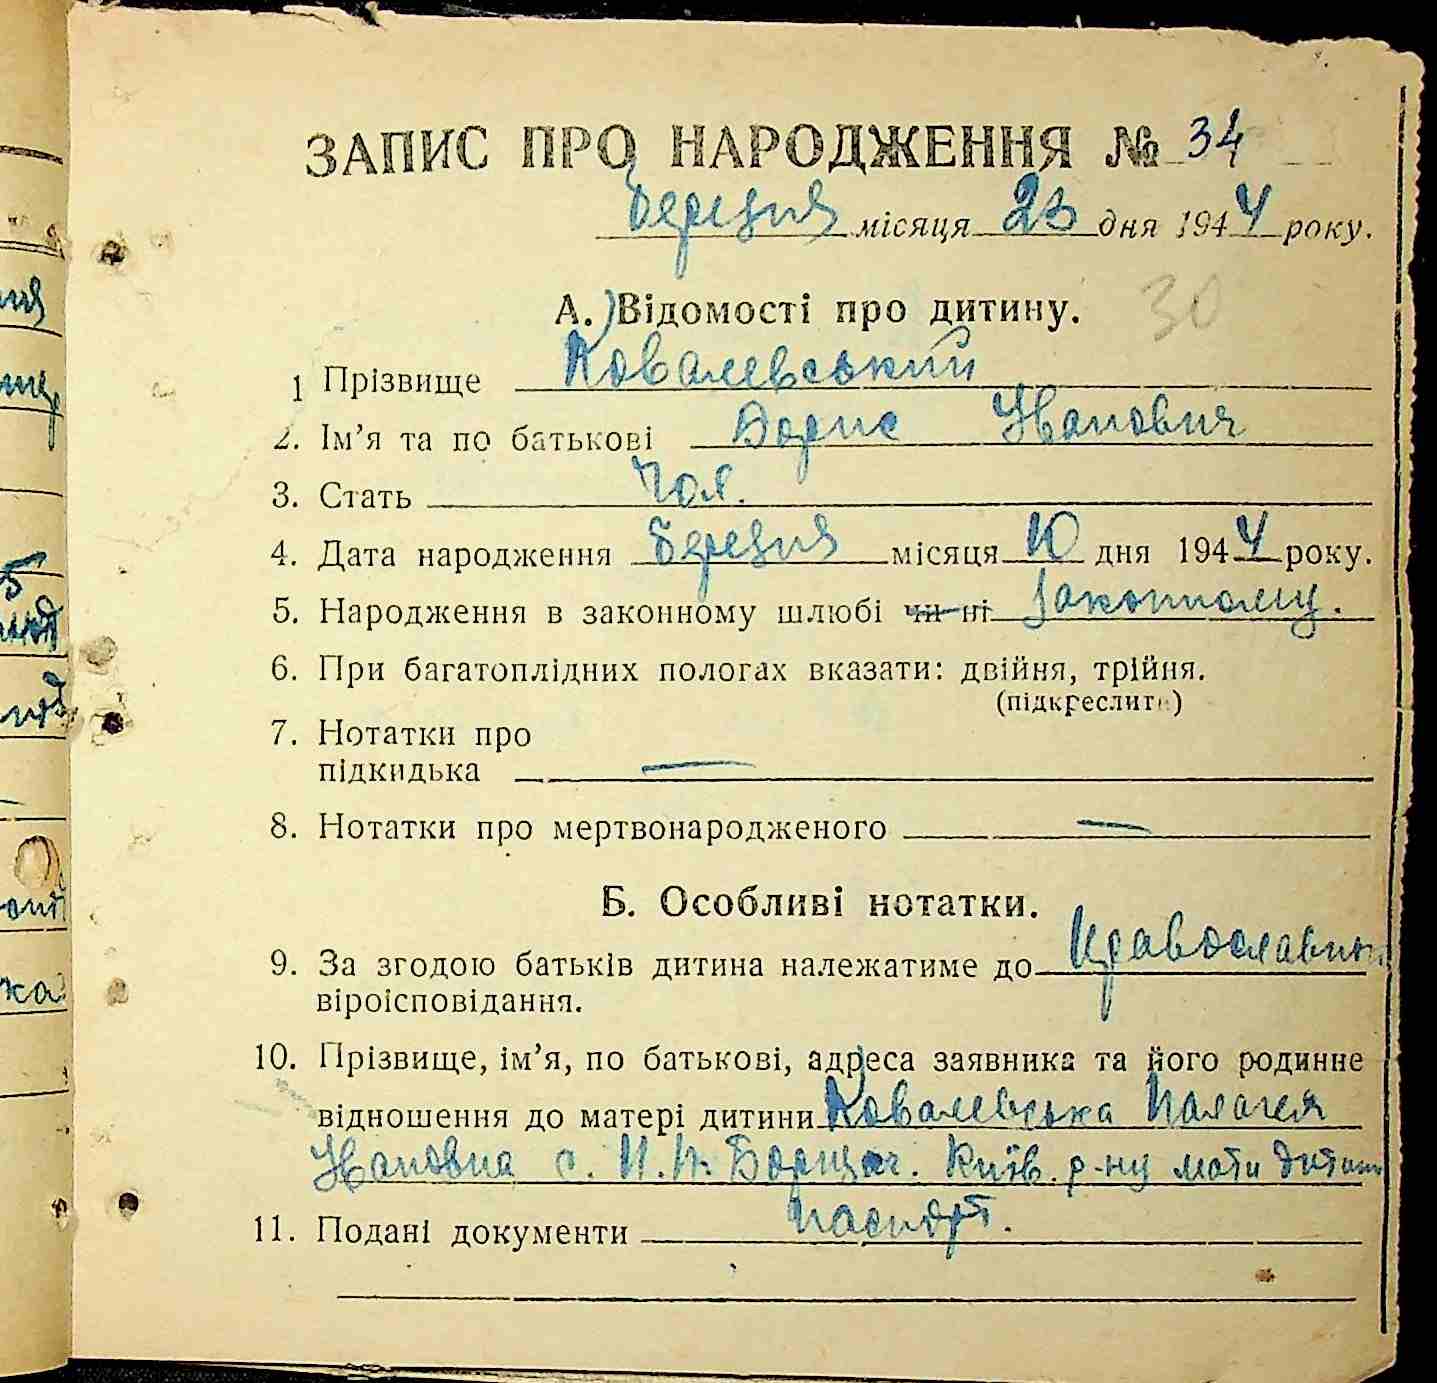 ЗАПИС ПРО НАРОДЖЕННЯ № 34
Березня місяця 23 дня 1944 року.
А. Відомості про дитину. 30
1 Прізвище Ковалевський
2. Ім'я та по батькові Борис Іванович
3. Стать Чол.
4. Дата народження Березня місяця 10 дня 1944 року.
5. Народження в законному шлюбі чи ні законному.
6. При багатоплідних пологах вказати: двійня, трійня.
(підкреслити)
7. Нотатки про
підкидька —
8. Нотатки про мертвонародженого —
Б. Особливі нотатки.
9. За згодою батьків дитина належатиме до Православн
віроісповідання.
10. Прізвище, ім'я, по батькові, адреса заявника та його родинне
відношення до матері дитини Ковалевська Палагея
Івановна с. П. П. Борщаг. Київ. р-ну мати дитини
11. Подані документи паспорт.